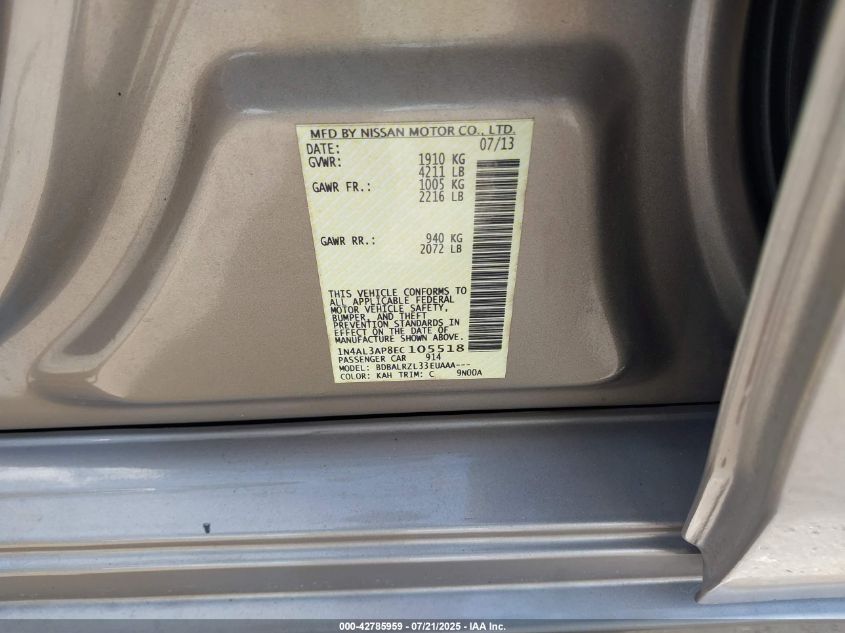 MFD BY NISSAN MOTOR CO., LTD.
DATE: 07/13
GVWR: 1910 KG
4211 LB
GAWR FR.: 1005 KG
2216 LB
GAWR RR.: 940 KG
2072 LB
THIS VEHICLE CONFORMS TO
ALL APPLICABLE FEDERAL
MOTOR VEHICLE SAFETY,
BUMPER, AND THEFT
PREVENTION STANDARDS IN
EFFECT ON THE DATE OF
MANUFACTURE SHOWN ABOVE.
1N4AL3AP8EC 105518
PASSENGER CAR 914
MODEL: BDBALRZL33EUAAA---
COLOR: KAH TRIM: C 9N00A
000-42785959 - 07/21/2025 - IAA Inc.